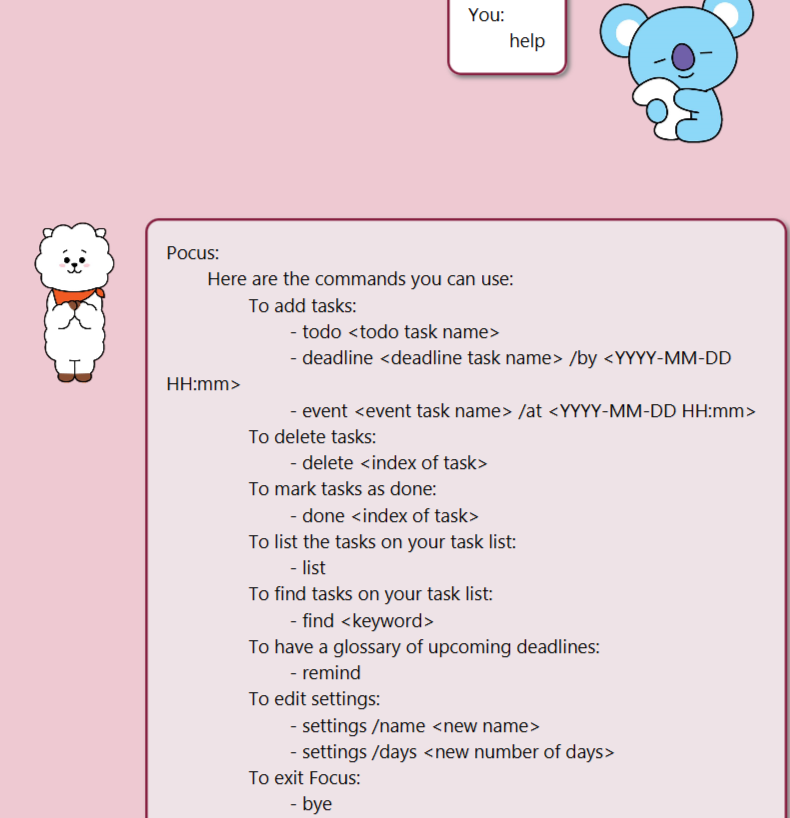 You:
help
Pocus:
Here are the commands you can use:
To add tasks:
- todo <todo task name>
- deadline <deadline task name> /by <YYYY-MM-DD
HH:mm>
- event <event task name> /at <YYYY-MM-DD HH:mm>
To delete tasks:
- delete <index of task>
To mark tasks as done:
- done <index of task>
To list the tasks on your task list:
- list
To find tasks on your task list:
- find <keyword>
To have a glossary of upcoming deadlines:
- remind
To edit settings:
- settings /name <new name>
- settings /days <new number of days>
To exit Focus:
- bye